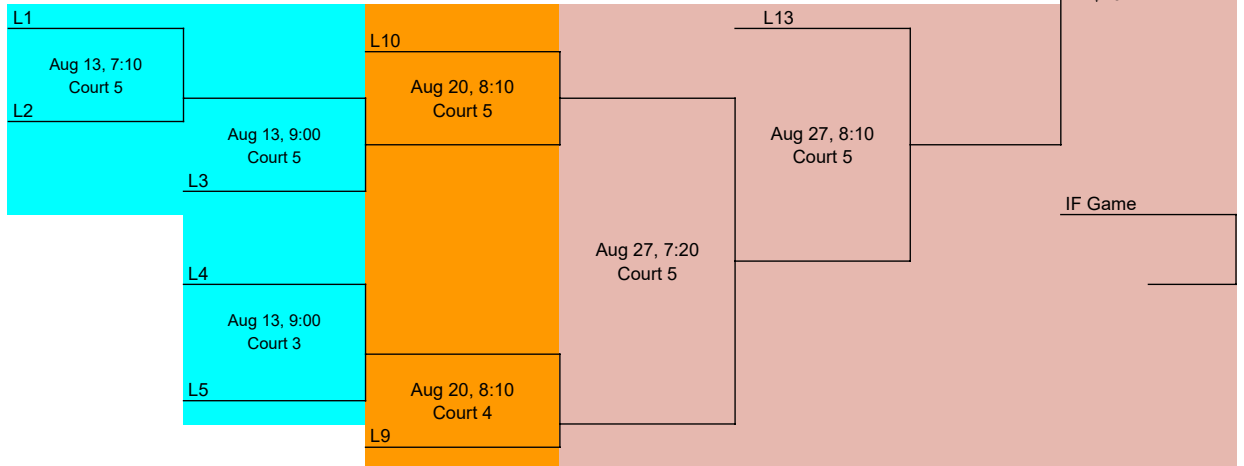 L1
Aug 13, 7:10
Court 5
L2
Aug 13, 9:00
Court 5
L3
L4
Aug 13, 9:00
Court 3
L5
L10
Aug 20, 8:10
Court 5
Aug 20, 8:10
Court 4
L9
Aug 27, 7:20
Court 5
L13
Aug 27, 8:10
Court 5
IF Game